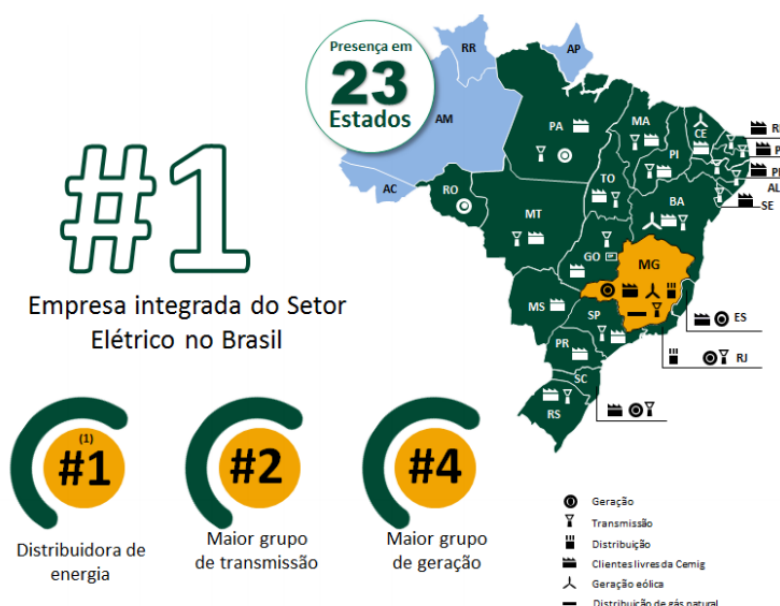 Presença em
23
Estados
RR
AP
AM
PA
MA
CE
PI
AC
RO
TO
MT
BA
AL
SE
GO
DF
MG
MS
SP
ES
PR
RJ
SC
RS
#1
Empresa integrada do Setor
Elétrico no Brasil
(1)
#1
Distribuidora de
energia
#2
Maior grupo
de transmissão
#4
Maior grupo
de geração
Geração
Transmissão
Distribuição
Clientes livres da Cemig
Geração eólica
Distribuição de gás natural